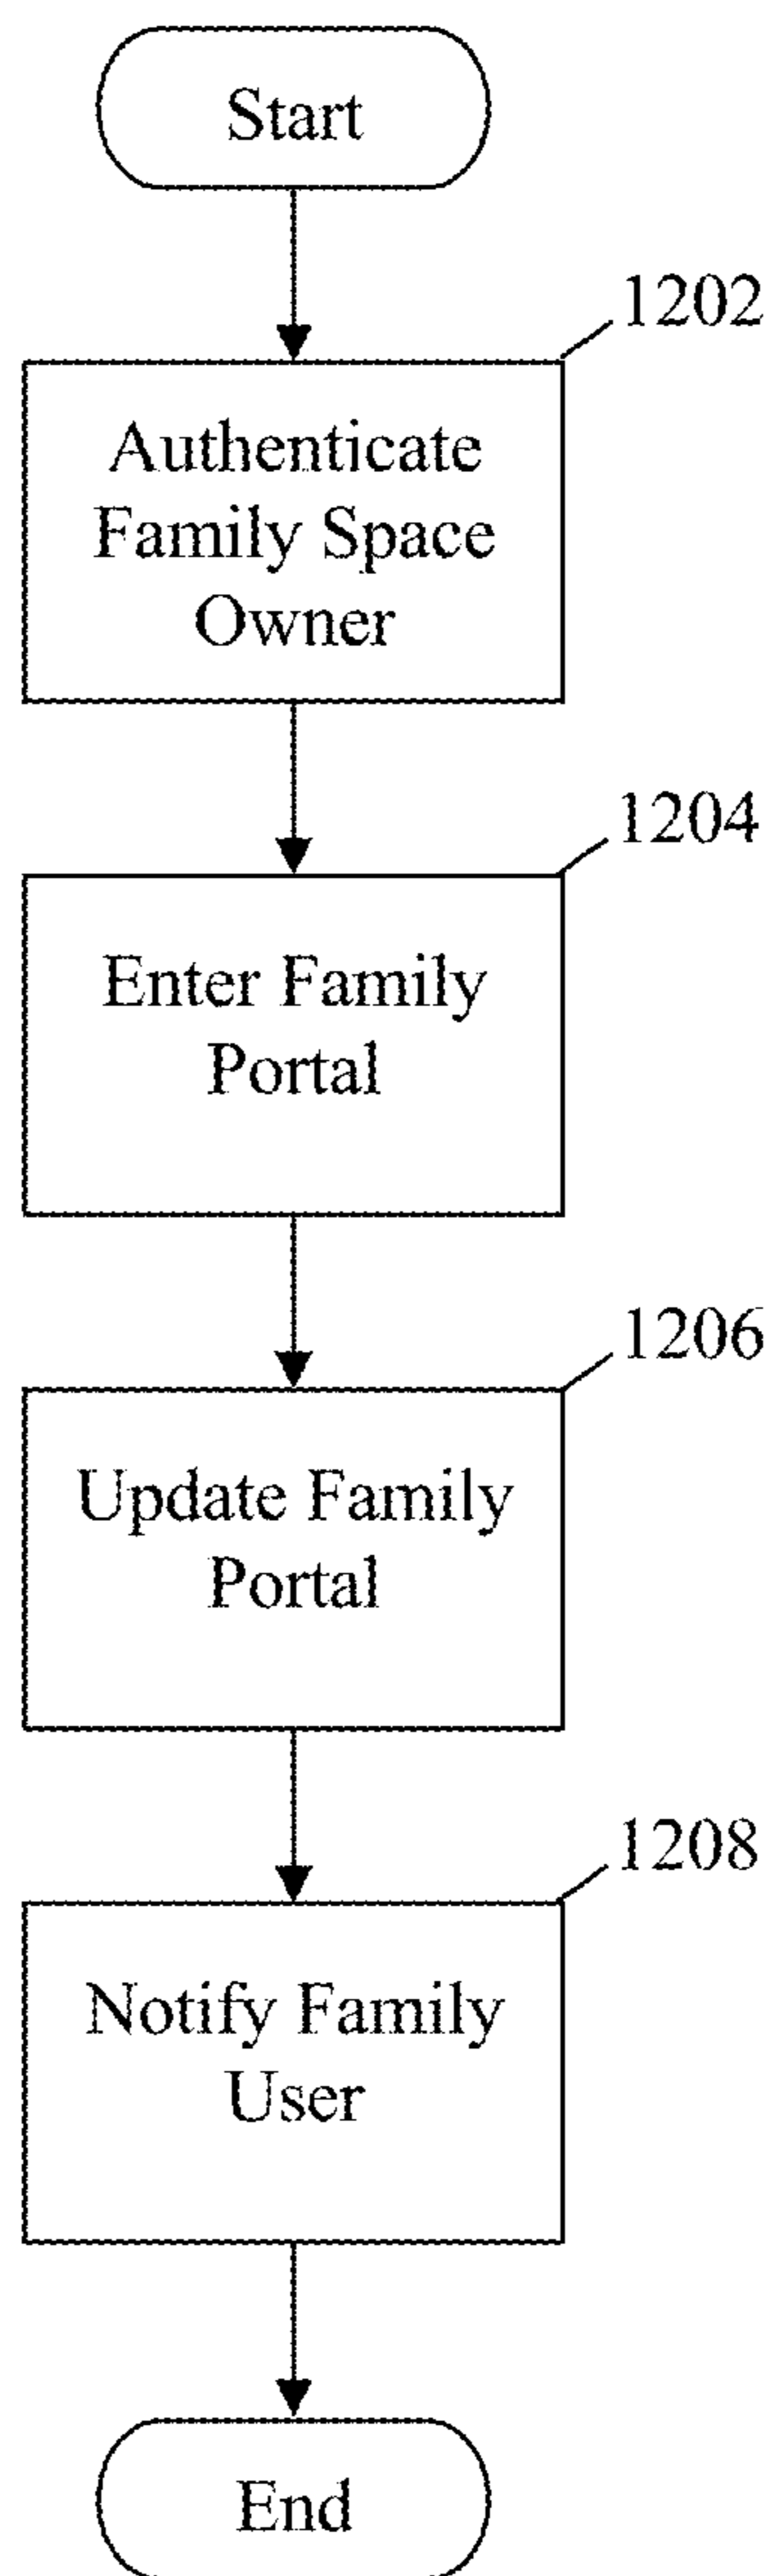 Start
1202
Authenticate
Family Space
Owner
1204
Enter Family
Portal
1206
Update Family
Portal
1208
Notify Family
User
End